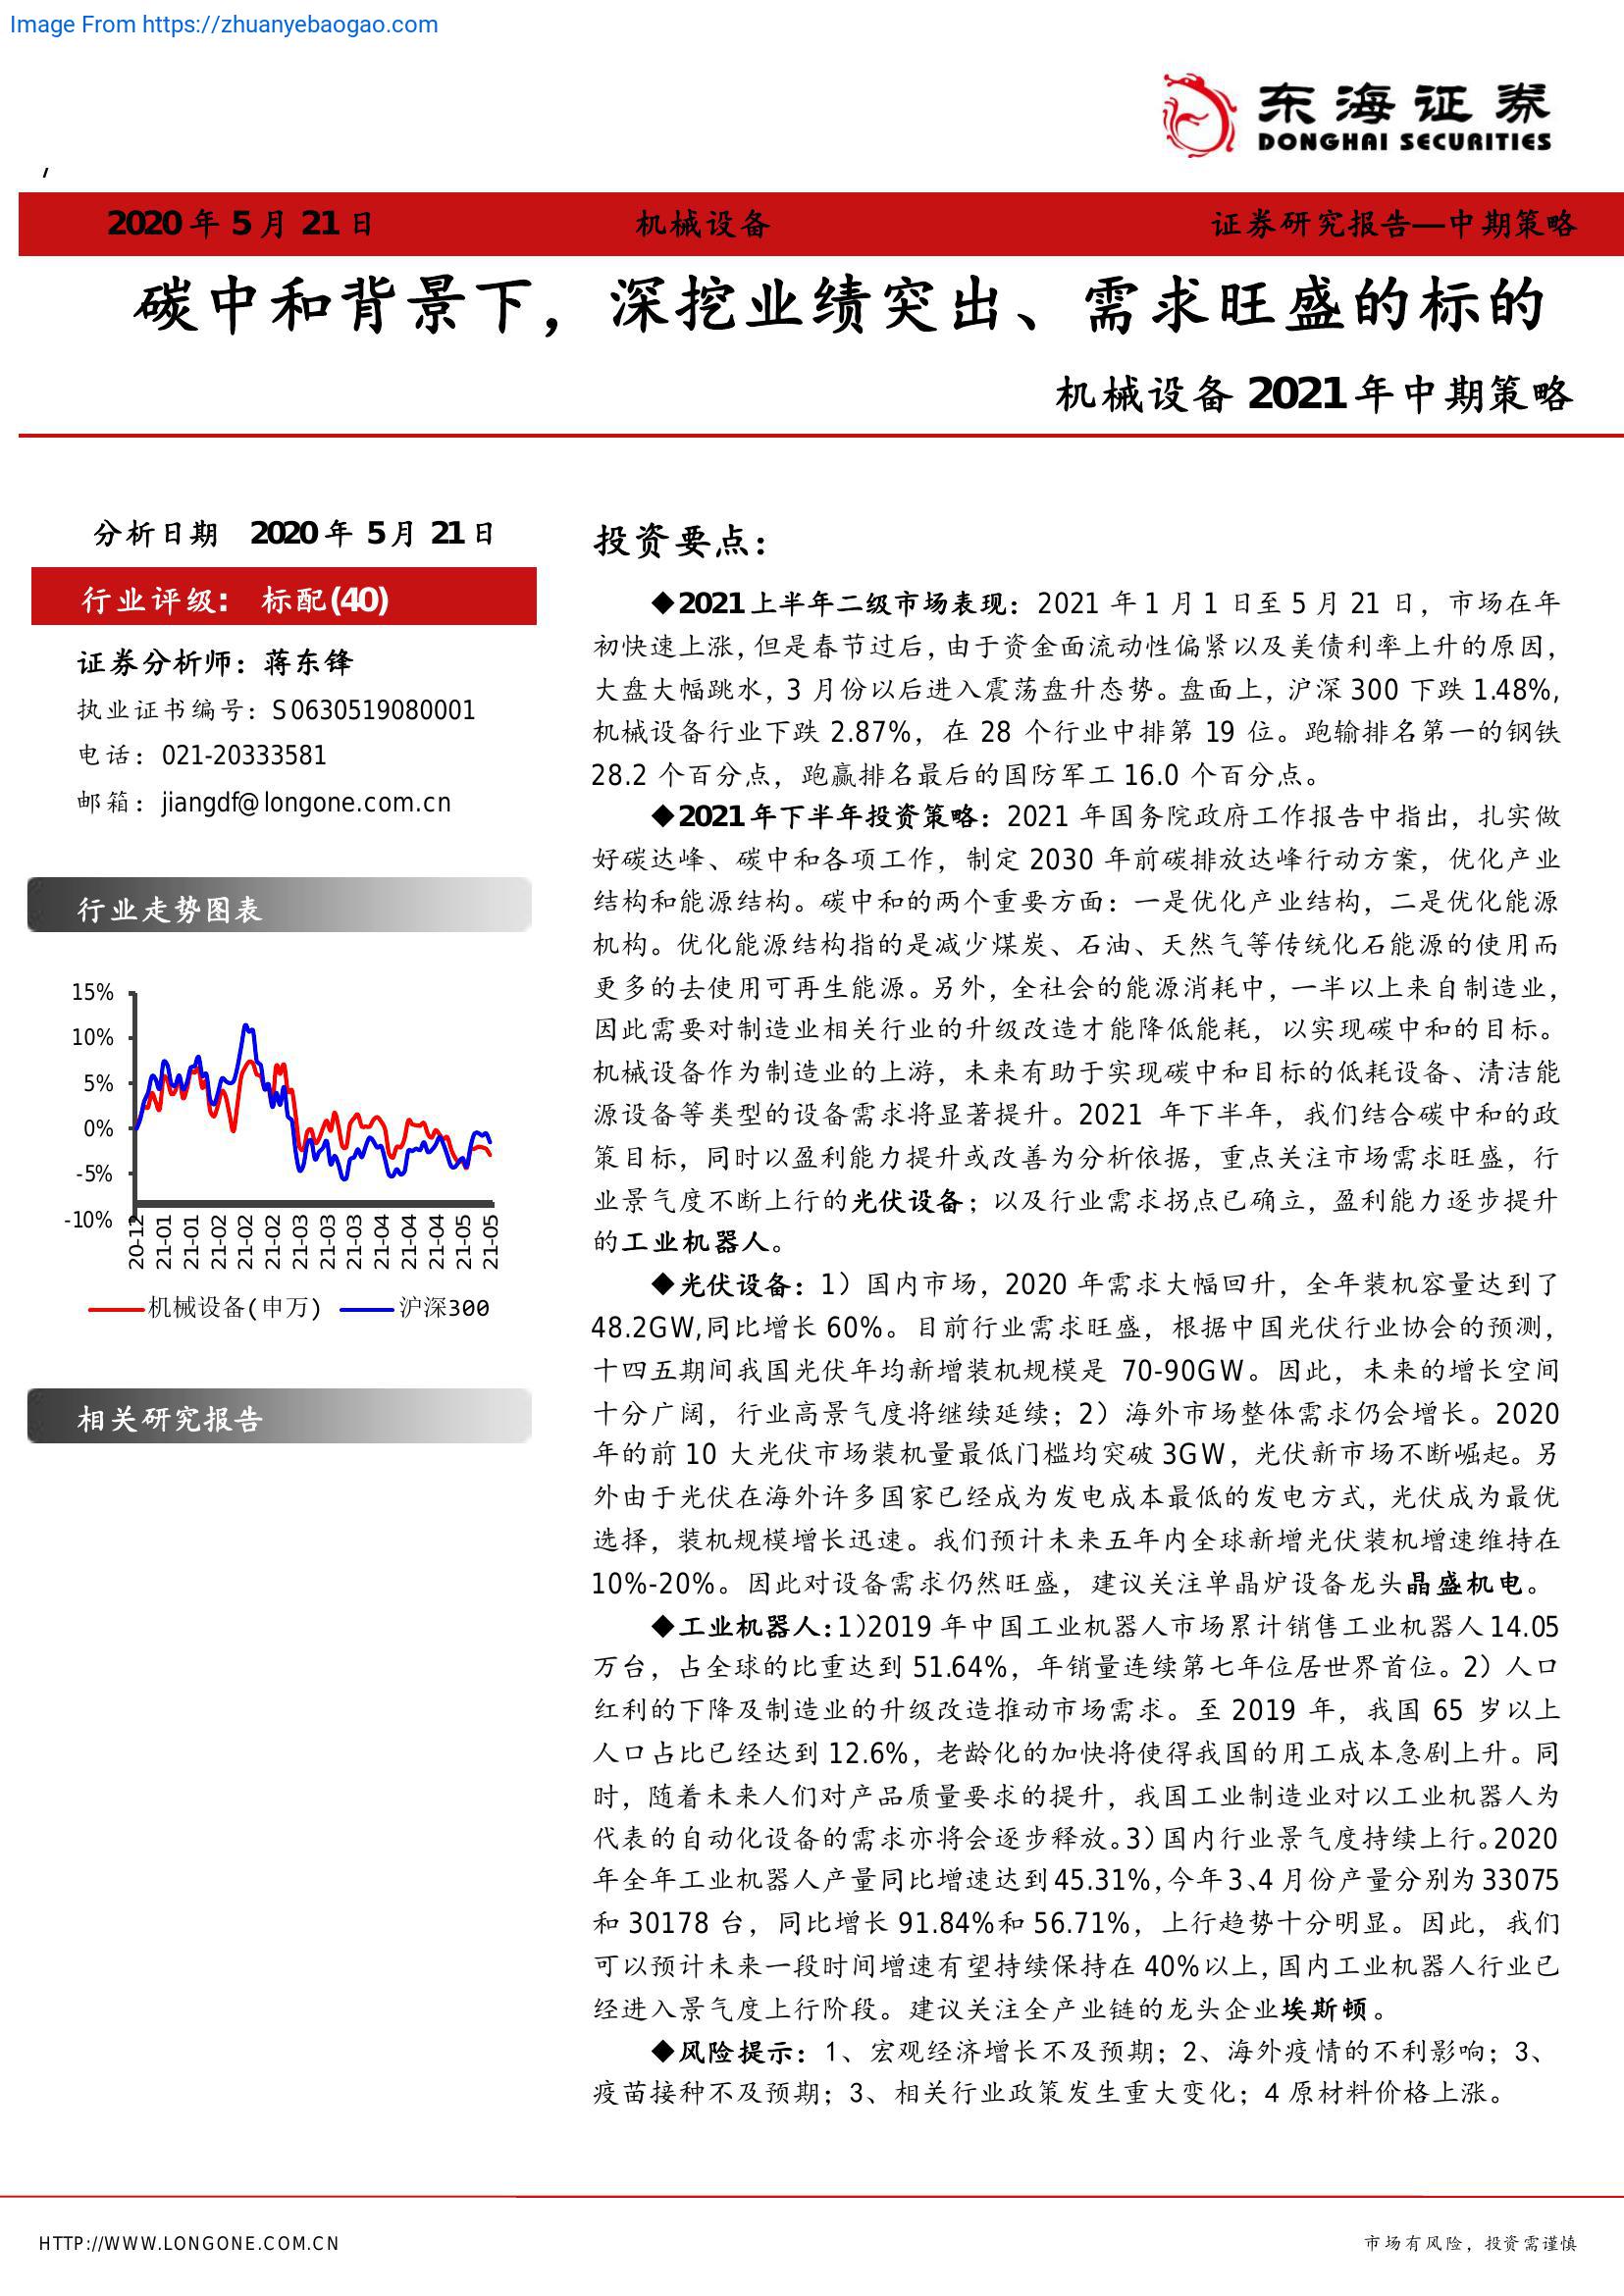 Image From https://zhuanyebaogao.com
东海证券
DONGHAI SECURITIES
,
2020 年 5 月 21 日 机械设备 证券研究报告—中期策略
碳中和背景下，深挖业绩突出、需求旺盛的标的
机械设备 2021 年中期策略
分析日期 2020 年 5 月 21 日
行业评级: 标配(40)
证券分析师：蒋东锋
执业证书编号：S0630519080001
电话：021-20333581
邮箱：jiangdf@longone.com.cn
行业走势图表
15%
10%
5%
0%
-5%
-10%
20-12 21-01 21-01 21-02 21-02 21-02 21-03 21-03 21-03 21-04 21-04 21-04 21-05 21-05
机械设备(申万) 沪深300
相关研究报告
投资要点：
◆2021 上半年二级市场表现：2021 年 1 月 1 日至 5 月 21 日，市场在年
初快速上涨，但是春节过后，由于资金面流动性偏紧以及美债利率上升的原因，
大盘大幅跳水，3 月份以后进入震荡盘升态势。盘面上，沪深 300 下跌 1.48%，
机械设备行业下跌 2.87%，在 28 个行业中排第 19 位。跑输排名第一的钢铁
28.2 个百分点，跑赢排名最后的国防军工 16.0 个百分点。
◆2021 年下半年投资策略：2021 年国务院政府工作报告中指出，扎实做
好碳达峰、碳中和各项工作，制定 2030 年前碳排放达峰行动方案，优化产业
结构和能源结构。碳中和的两个重要方面：一是优化产业结构，二是优化能源
机构。优化能源结构指的是减少煤炭、石油、天然气等传统化石能源的使用而
更多的去使用可再生能源。另外，全社会的能源消耗中，一半以上来自制造业，
因此需要对制造业相关行业的升级改造才能降低能耗，以实现碳中和的目标。
机械设备作为制造业的上游，未来有助于实现碳中和目标的低耗设备、清洁能
源设备等类型的设备需求将显著提升。2021 年下半年，我们结合碳中和的政
策目标，同时以盈利能力提升或改善为分析依据，重点关注市场需求旺盛，行
业景气度不断上行的光伏设备；以及行业需求拐点已确立，盈利能力逐步提升
的工业机器人。
◆光伏设备：1）国内市场，2020 年需求大幅回升，全年装机容量达到了
48.2GW,同比增长 60%。目前行业需求旺盛，根据中国光伏行业协会的预测，
十四五期间我国光伏年均新增装机规模是 70-90GW。因此，未来的增长空间
十分广阔，行业高景气度将继续延续；2）海外市场整体需求仍会增长。2020
年的前 10 大光伏市场装机量最低门槛均突破 3GW，光伏新市场不断崛起。另
外由于光伏在海外许多国家已经成为发电成本最低的发电方式，光伏成为最优
选择，装机规模增长迅速。我们预计未来五年内全球新增光伏装机增速维持在
10%-20%。因此对设备需求仍然旺盛，建议关注单晶炉设备龙头晶盛机电。
◆工业机器人：1）2019 年中国工业机器人市场累计销售工业机器人 14.05
万台，占全球的比重达到 51.64%，年销量连续第七年位居世界首位。2）人口
红利的下降及制造业的升级改造推动市场需求。至 2019 年，我国 65 岁以上
人口占比已经达到 12.6%，老龄化的加快将使得我国的用工成本急剧上升。同
时，随着未来人们对产品质量要求的提升，我国工业制造业对以工业机器人为
代表的自动化设备的需求亦将会逐步释放。3）国内行业景气度持续上行。2020
年全年工业机器人产量同比增速达到 45.31%，今年 3、4 月份产量分别为 33075
和 30178 台，同比增长 91.84%和 56.71%，上行趋势十分明显。因此，我们
可以预计未来一段时间增速有望持续保持在 40%以上，国内工业机器人行业已
经进入景气度上行阶段。建议关注全产业链的龙头企业埃斯顿。
◆风险提示：1、宏观经济增长不及预期；2、海外疫情的不利影响；3、
疫苗接种不及预期；3、相关行业政策发生重大变化；4 原材料价格上涨。
HTTP://WWW.LONGONE.COM.CN 市场有风险，投资需谨慎